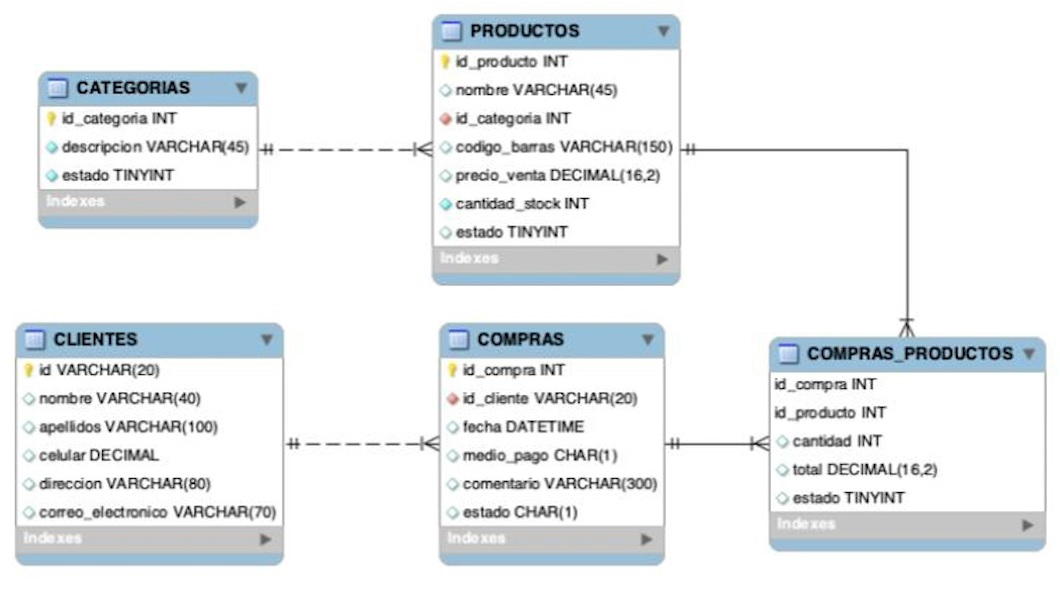 CATEGORIAS
id_categoria INT
descripcion VARCHAR(45)
estado TINYINT
Indexes
PRODUCTOS
id_producto INT
nombre VARCHAR(45)
id_categoria INT
codigo_barras VARCHAR(150)
precio_venta DECIMAL(16,2)
cantidad_stock INT
estado TINYINT
Indexes
CLIENTES
id VARCHAR(20)
nombre VARCHAR(40)
apellidos VARCHAR(100)
celular DECIMAL
direccion VARCHAR(80)
correo_electronico VARCHAR(70)
Indexes
COMPRAS
id_compra INT
id_cliente VARCHAR(20)
fecha DATETIME
medio_pago CHAR(1)
comentario VARCHAR(300)
estado CHAR(1)
Indexes
COMPRAS_PRODUCTOS
id_compra INT
id_producto INT
cantidad INT
total DECIMAL(16,2)
estado TINYINT
Indexes